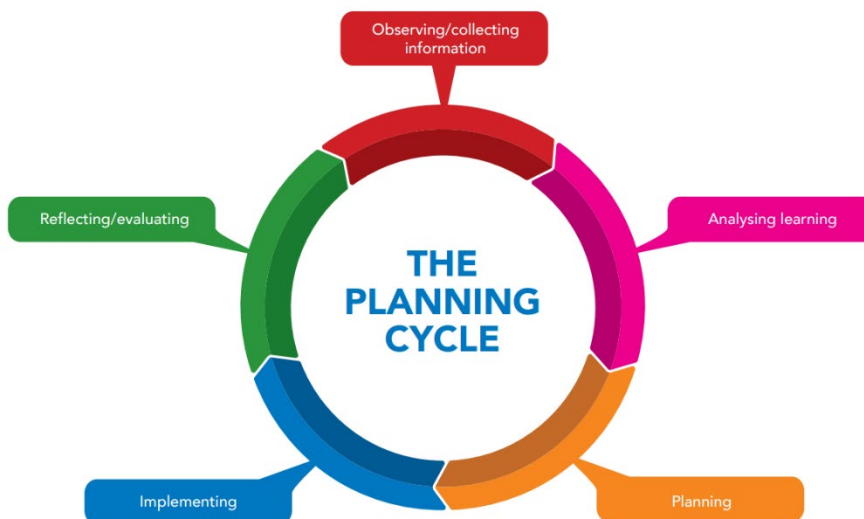 Observing/collecting
information
Reflecting/evaluating
Analysing learning
THE
PLANNING
CYCLE
Implementing
Planning